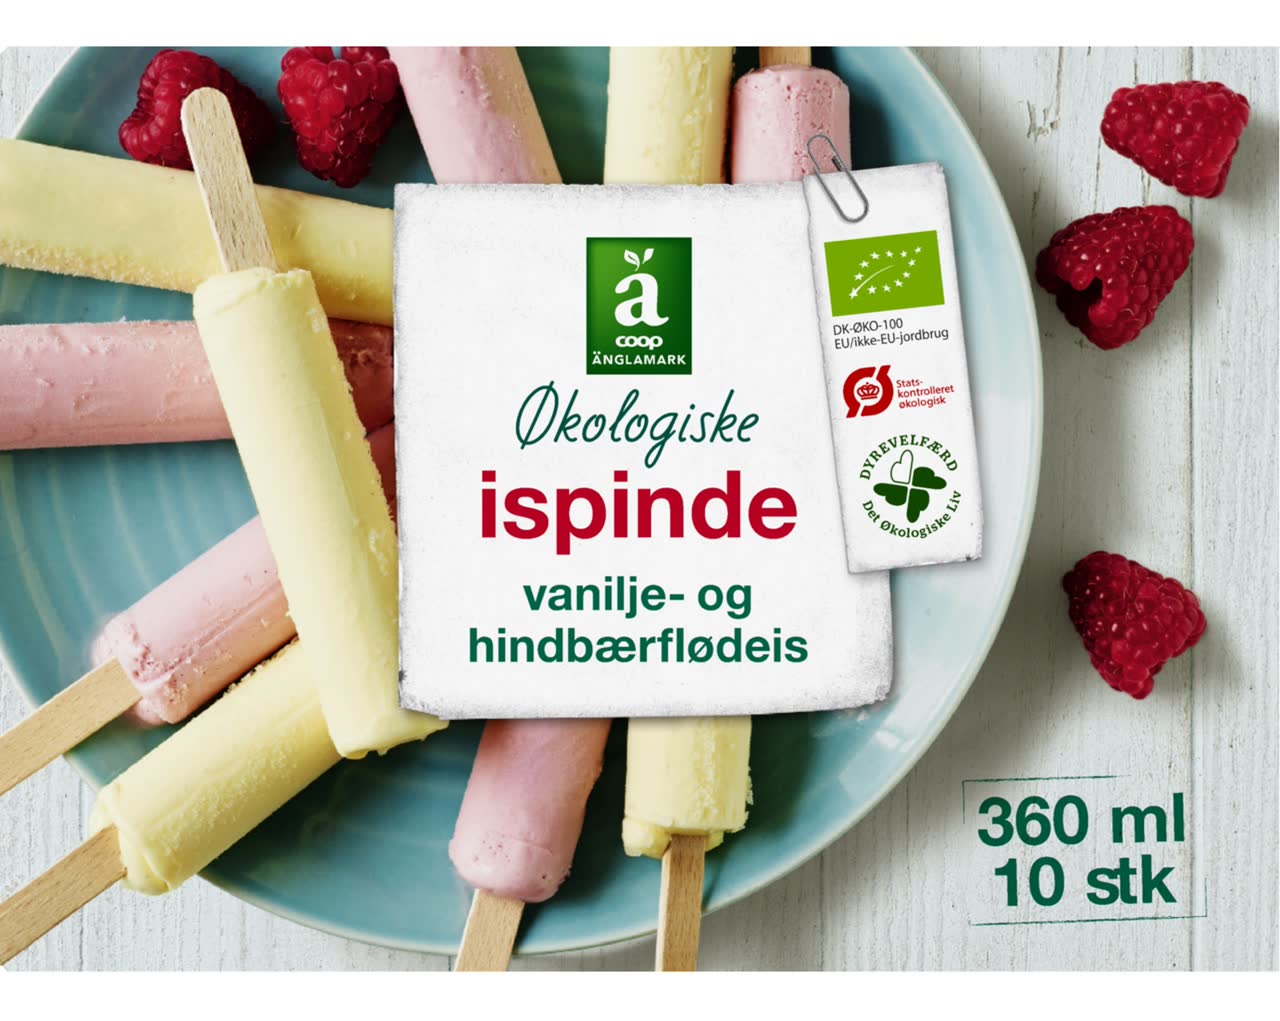 å
coop
ÄNGLAMARK
Økologiske
ispinde
vanilje- og
hindbærflødeis
DK-ØKO-100
EU/ikke-EU-jordbrug
Ø
Stats-
kontrolleret
økologisk
DYREVELFÆRD
Det Økologiske Liv
360 ml
10 stk